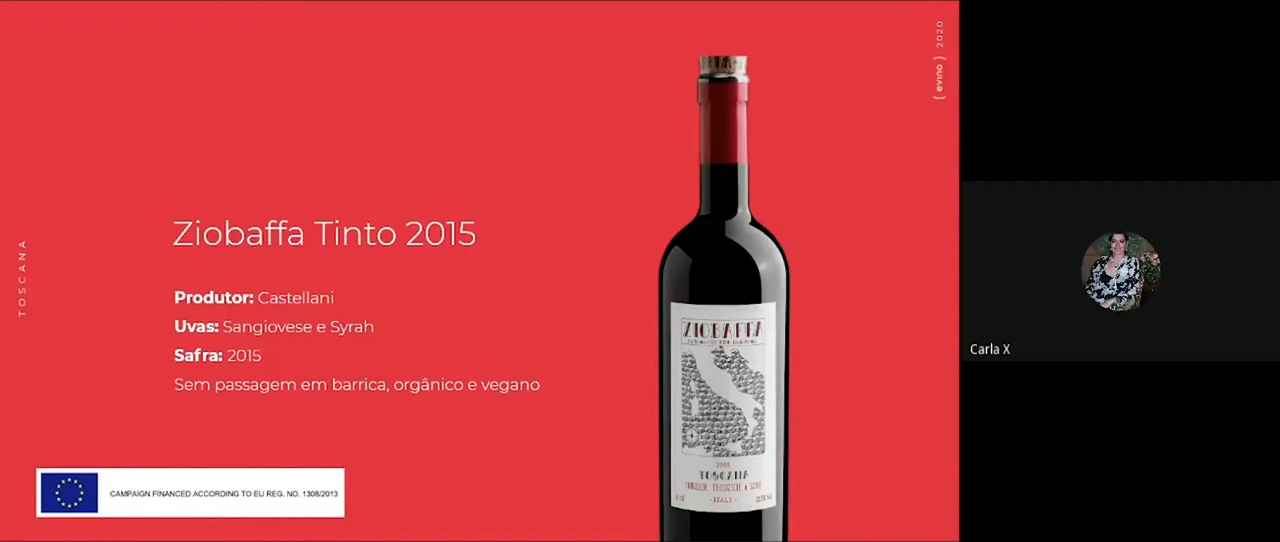 TOSCANA
{ evino } 2020
Ziobaffa Tinto 2015
Produtor: Castellani
Uvas: Sangiovese e Syrah
Safra: 2015
Sem passagem em barrica, orgânico e vegano
CAMPAIGN FINANCED ACCORDING TO EU REG. NO. 1308/2013
ZIOBAFFA
2015
TOSCANA
-ITALY-
Carla X